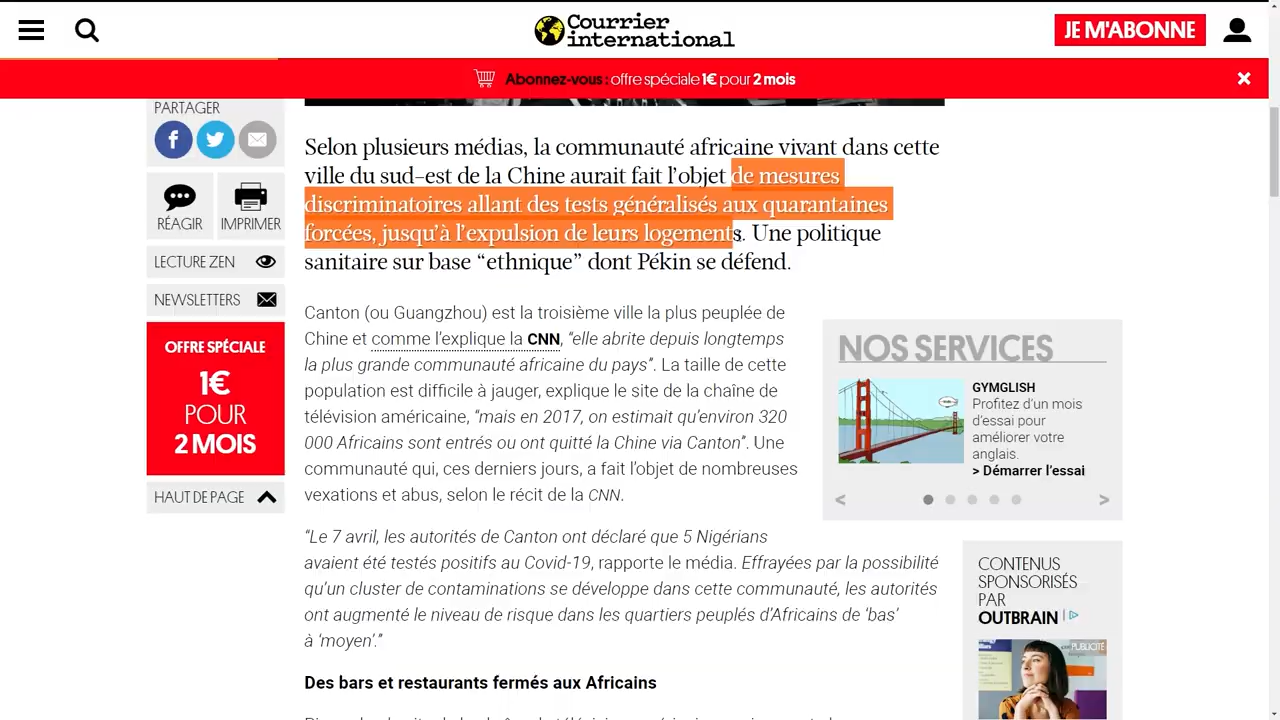 Courrier
international
JE M'ABONNE
Abonnez-vous : offre spéciale 1€ pour 2 mois
PARTAGER
RÉAGIR
IMPRIMER
LECTURE ZEN
NEWSLETTERS
OFFRE SPÉCIALE
1€
POUR
2 MOIS
HAUT DE PAGE
Selon plusieurs médias, la communauté africaine vivant dans cette
ville du sud-est de la Chine aurait fait l’objet de mesures
discriminatoires allant des tests généralisés aux quarantaines
forcées, jusqu’à l’expulsion de leurs logements. Une politique
sanitaire sur base “ethnique” dont Pékin se défend.
Canton (ou Guangzhou) est la troisième ville la plus peuplée de
Chine et comme l’explique la CNN, “elle abrite depuis longtemps
la plus grande communauté africaine du pays”. La taille de cette
population est difficile à jauger, explique le site de la chaîne de
télévision américaine, “mais en 2017, on estimait qu’environ 320
000 Africains sont entrés ou ont quitté la Chine via Canton”. Une
communauté qui, ces derniers jours, a fait l’objet de nombreuses
vexations et abus, selon le récit de la CNN.
“Le 7 avril, les autorités de Canton ont déclaré que 5 Nigérians
avaient été testés positifs au Covid-19, rapporte le média. Effrayées par la possibilité
qu’un cluster de contaminations se développe dans cette communauté, les autorités
ont augmenté le niveau de risque dans les quartiers peuplés d’Africains de ‘bas’
à ‘moyen’.”
Des bars et restaurants fermés aux Africains
NOS SERVICES
GYMGLISH
Profitez d’un mois
d’essai pour
améliorer votre
anglais.
> Démarrer l’essai
< >
CONTENUS
SPONSORISÉS
PAR
OUTBRAIN
PUBLICITÉ